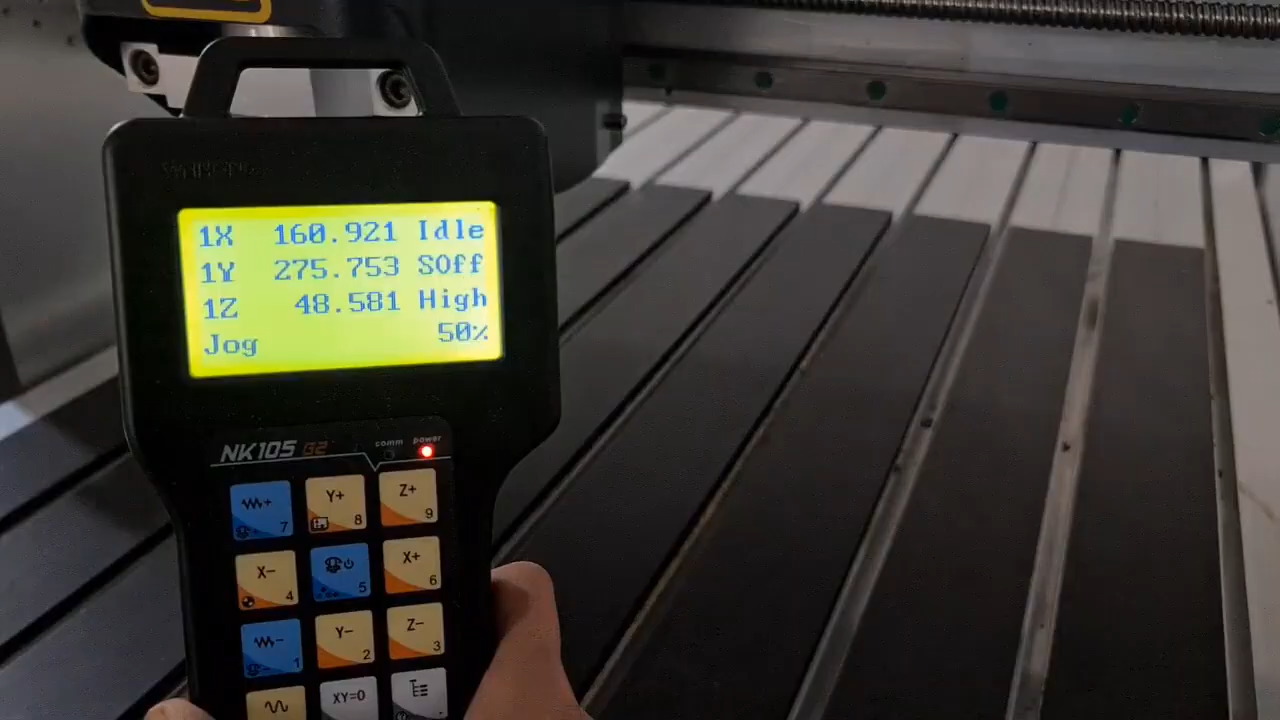 1X 160.921 Idle
1Y 275.753 SOff
1Z 48.581 High
Jog 50%
NK105 G2 comm power
7 Y+ 8 Z+ 9
X- 4 5 X+ 6
1 Y- 2 Z- 3
XY=0